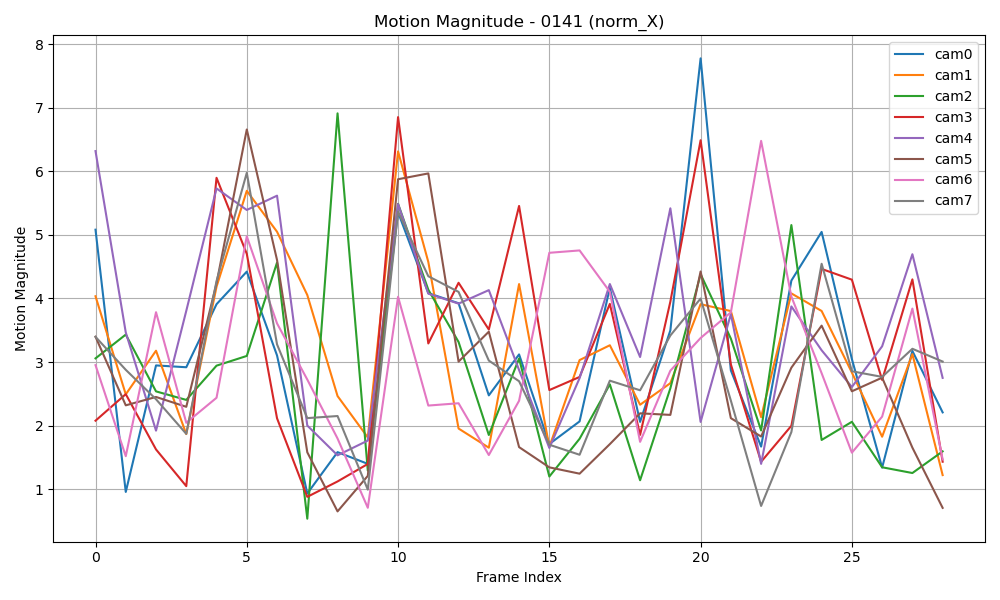 Motion Magnitude - 0141 (norm_X)
8
7
6
5
4
3
2
1
Motion Magnitude
0 5 10 15 20 25
Frame Index
cam0
cam1
cam2
cam3
cam4
cam5
cam6
cam7